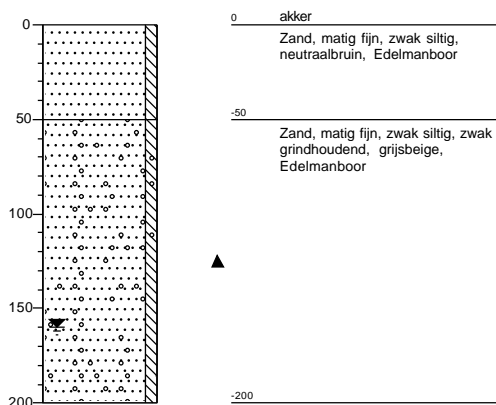 0
50
100
150
200
0 akker
Zand, matig fijn, zwak siltig,
neutraalbruin, Edelmanboor
-50
Zand, matig fijn, zwak siltig, zwak
grindhoudend, grijsbeige,
Edelmanboor
-200